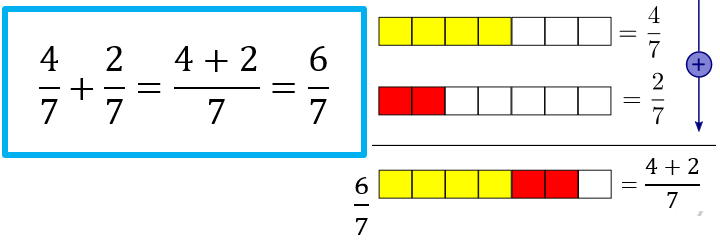 4/7 + 2/7 = (4 + 2)/7 = 6/7
= 4/7
+
= 2/7
6/7
= (4 + 2)/7